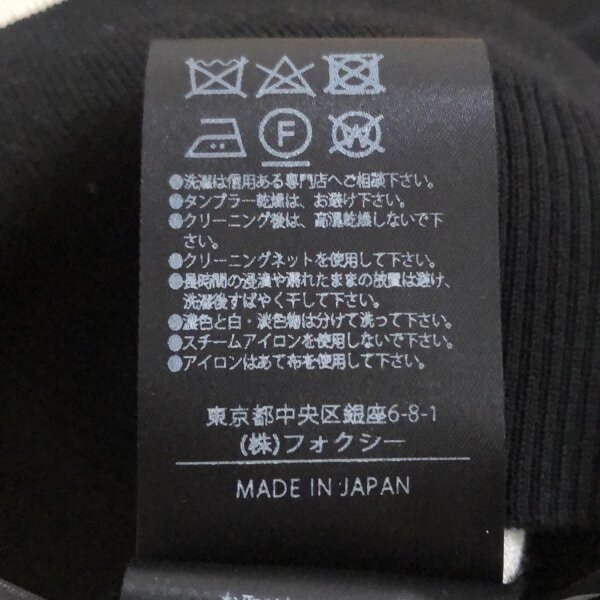 F
W
●洗濯は信用ある専門店へご相談下さい。
●タンブラー乾燥は、お避け下さい。
●クリーニング後は、高温乾燥しないで下
さい。
●クリーニングネットを使用して下さい。
●長時間の浸漬や濡れたままの放置は避け、
洗濯後すばやく干して下さい。
●濃色と白・淡色物は分けて洗って下さい。
●スチームアイロンを使用しないで下さい。
●アイロンはあて布を使用して下さい。
東京都中央区銀座6-8-1
(株)フォクシー
MADE IN JAPAN